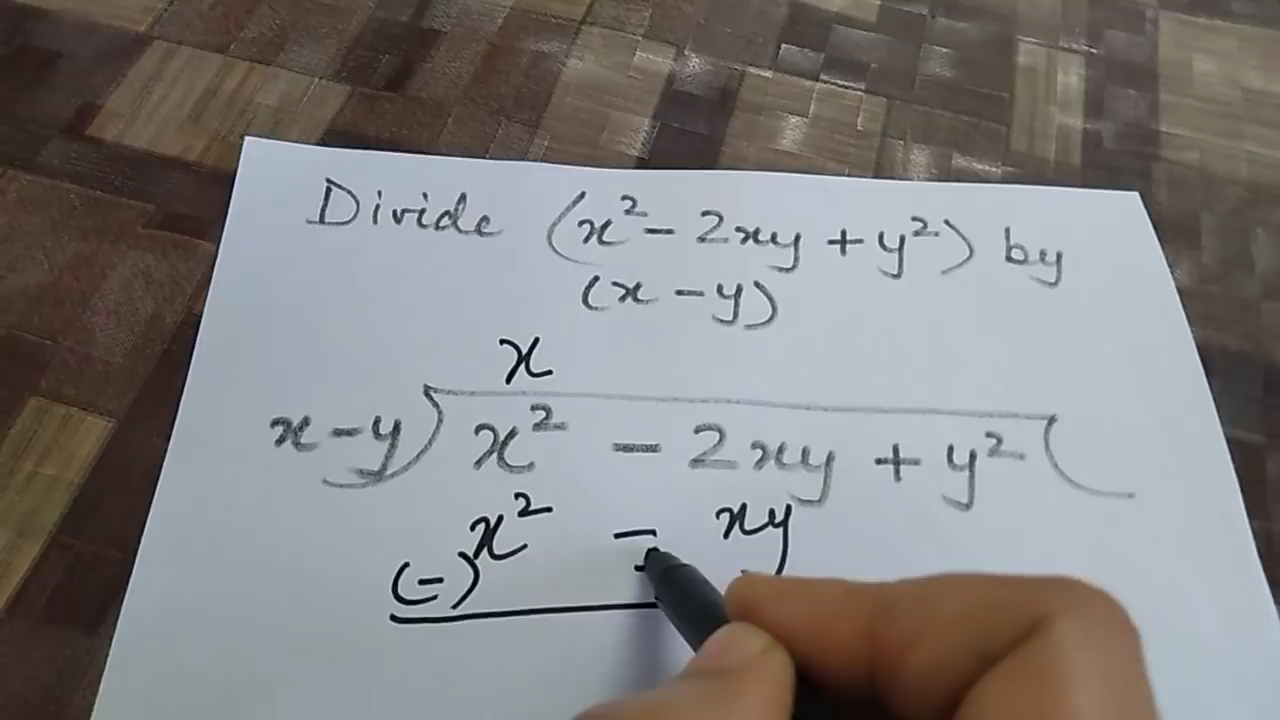 Divide (x² - 2xy + y²) by
(x - y)
x
x-y) x² - 2xy + y² (
x² - xy
(-)